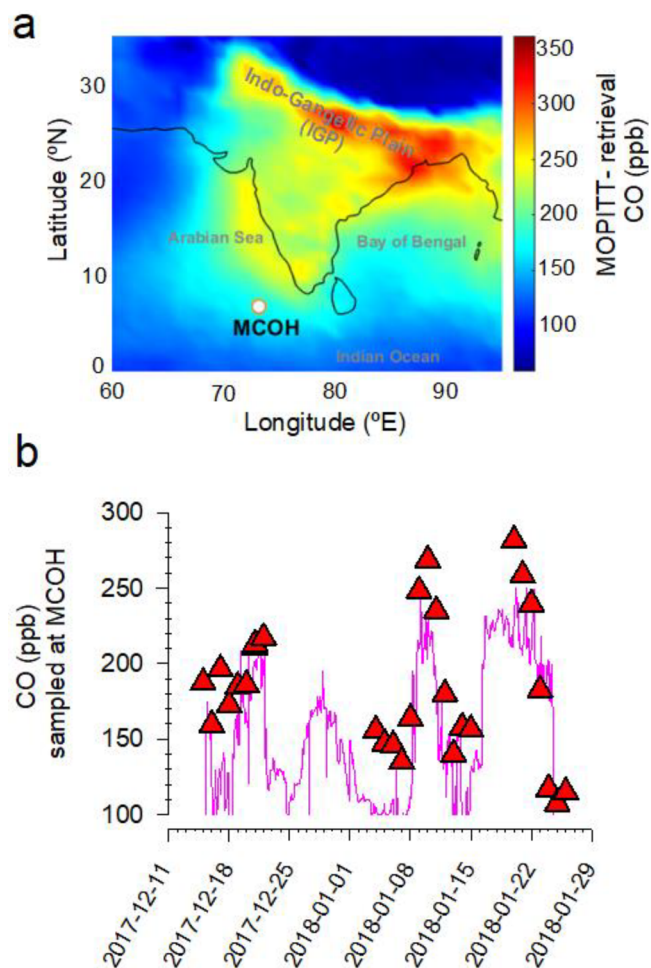 a
Indo-Gangetic Plain
(IGP)
Arabian Sea
Bay of Bengal
MCOH
Indian Ocean
30
20
10
0
60
70
80
90
Latitude (ºN)
Longitude (ºE)
350
300
250
200
150
100
MOPITT- retrieval
CO (ppb)
b
300
250
200
150
100
CO (ppb)
sampled at MCOH
2017-12-11
2017-12-18
2017-12-25
2018-01-01
2018-01-08
2018-01-15
2018-01-22
2018-01-29